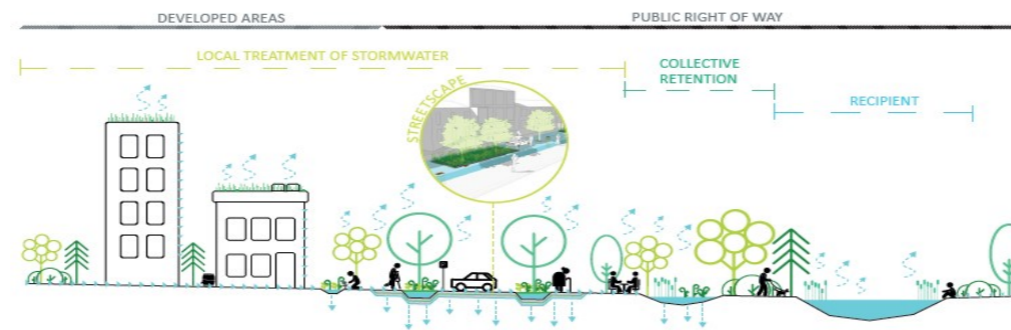 DEVELOPED AREAS
PUBLIC RIGHT OF WAY
LOCAL TREATMENT OF STORMWATER
COLLECTIVE
RETENTION
RECIPIENT
STREETSCAPE